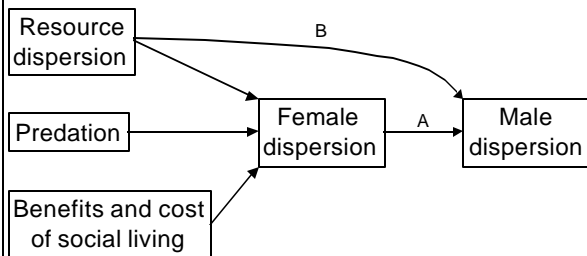 Resource
dispersion
B
Predation
Female
dispersion
A
Male
dispersion
Benefits and cost
of social living